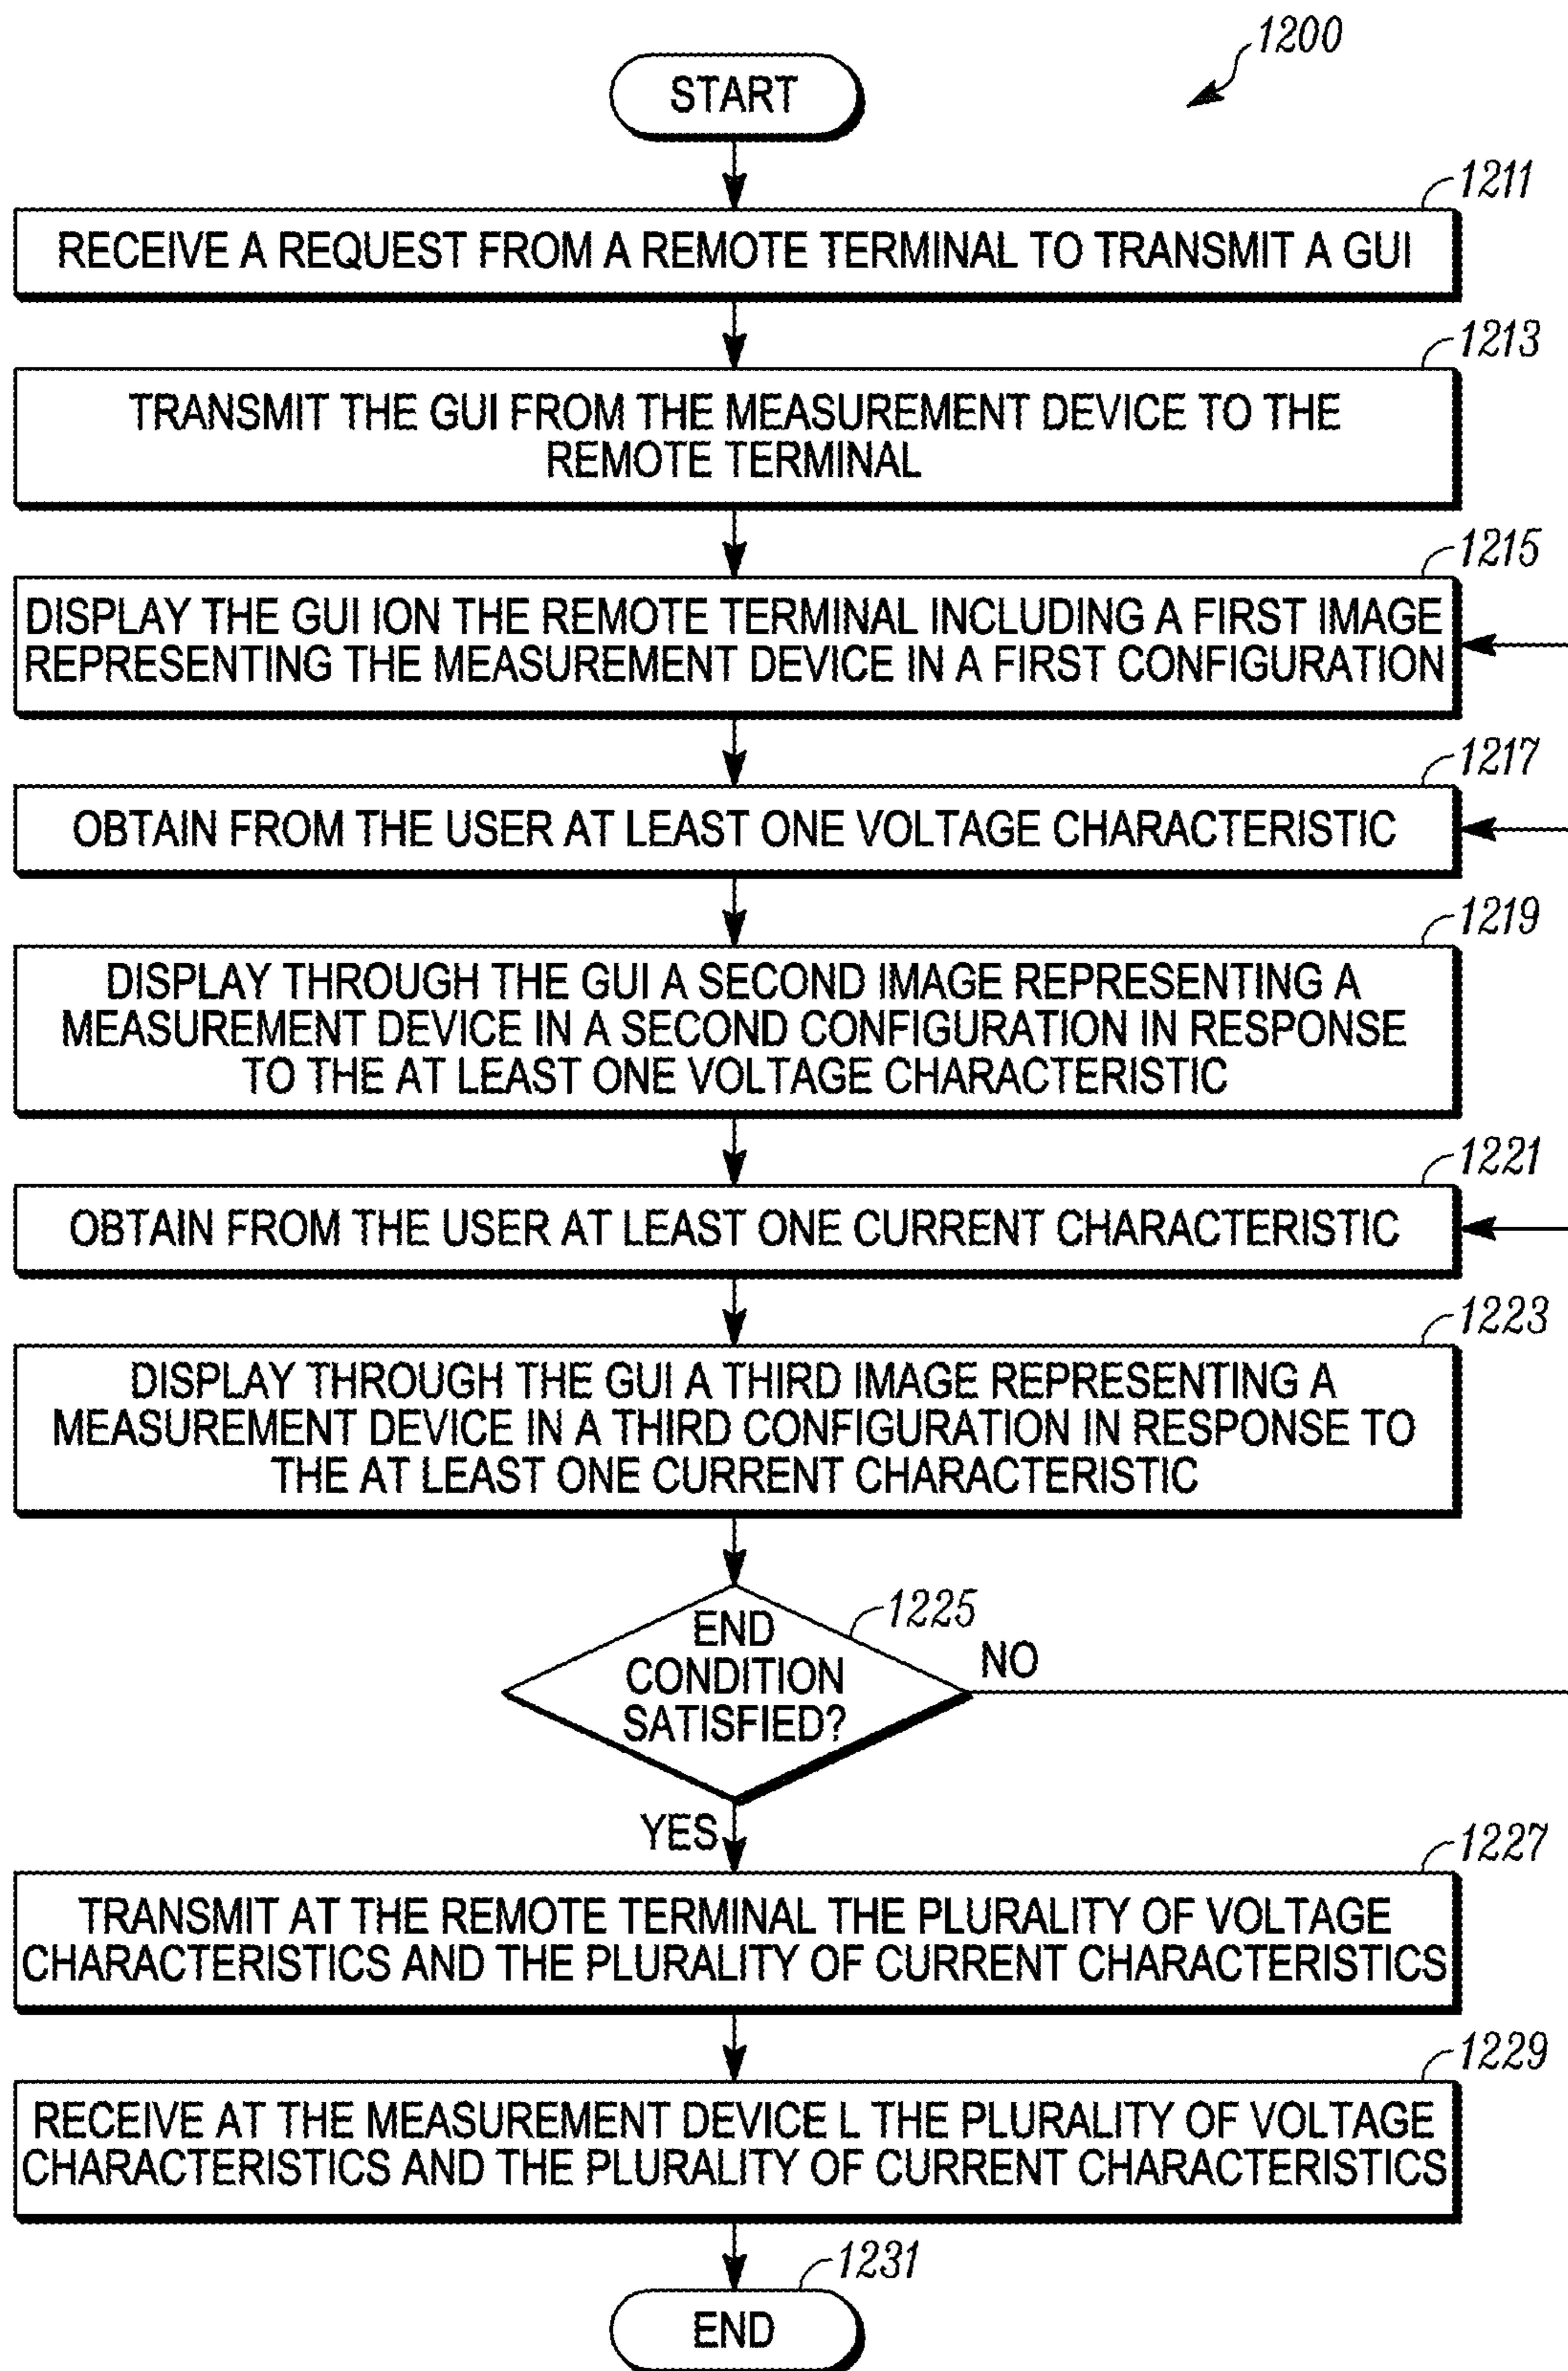 1200
START
1211
RECEIVE A REQUEST FROM A REMOTE TERMINAL TO TRANSMIT A GUI
1213
TRANSMIT THE GUI FROM THE MEASUREMENT DEVICE TO THE
REMOTE TERMINAL
1215
DISPLAY THE GUI ION THE REMOTE TERMINAL INCLUDING A FIRST IMAGE
REPRESENTING THE MEASUREMENT DEVICE IN A FIRST CONFIGURATION
1217
OBTAIN FROM THE USER AT LEAST ONE VOLTAGE CHARACTERISTIC
1219
DISPLAY THROUGH THE GUI A SECOND IMAGE REPRESENTING A
MEASUREMENT DEVICE IN A SECOND CONFIGURATION IN RESPONSE
TO THE AT LEAST ONE VOLTAGE CHARACTERISTIC
1221
OBTAIN FROM THE USER AT LEAST ONE CURRENT CHARACTERISTIC
1223
DISPLAY THROUGH THE GUI A THIRD IMAGE REPRESENTING A
MEASUREMENT DEVICE IN A THIRD CONFIGURATION IN RESPONSE TO
THE AT LEAST ONE CURRENT CHARACTERISTIC
1225
END
CONDITION
SATISFIED?
NO
YES
1227
TRANSMIT AT THE REMOTE TERMINAL THE PLURALITY OF VOLTAGE
CHARACTERISTICS AND THE PLURALITY OF CURRENT CHARACTERISTICS
1229
RECEIVE AT THE MEASUREMENT DEVICE L THE PLURALITY OF VOLTAGE
CHARACTERISTICS AND THE PLURALITY OF CURRENT CHARACTERISTICS
1231
END